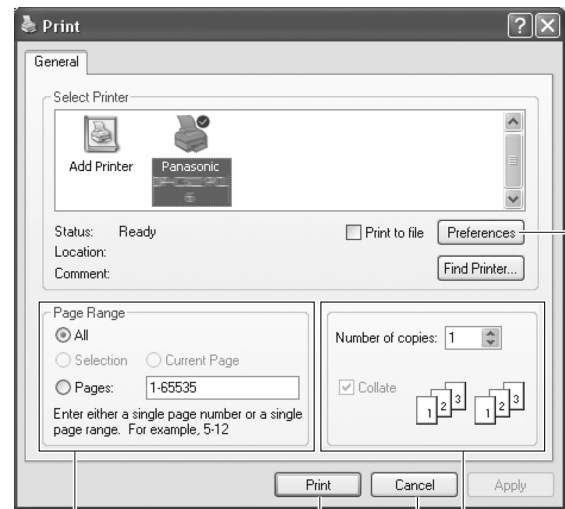 Print
General
Select Printer
Add Printer
Panasonic
Status: Ready
Print to file
Preferences
Location:
Comment:
Find Printer...
Page Range
All
Selection
Current Page
Pages: 1-65535
Enter either a single page number or a single
page range. For example, 5-12
Number of copies: 1
Collate
1 2 3 1 2 3
Print
Cancel
Apply